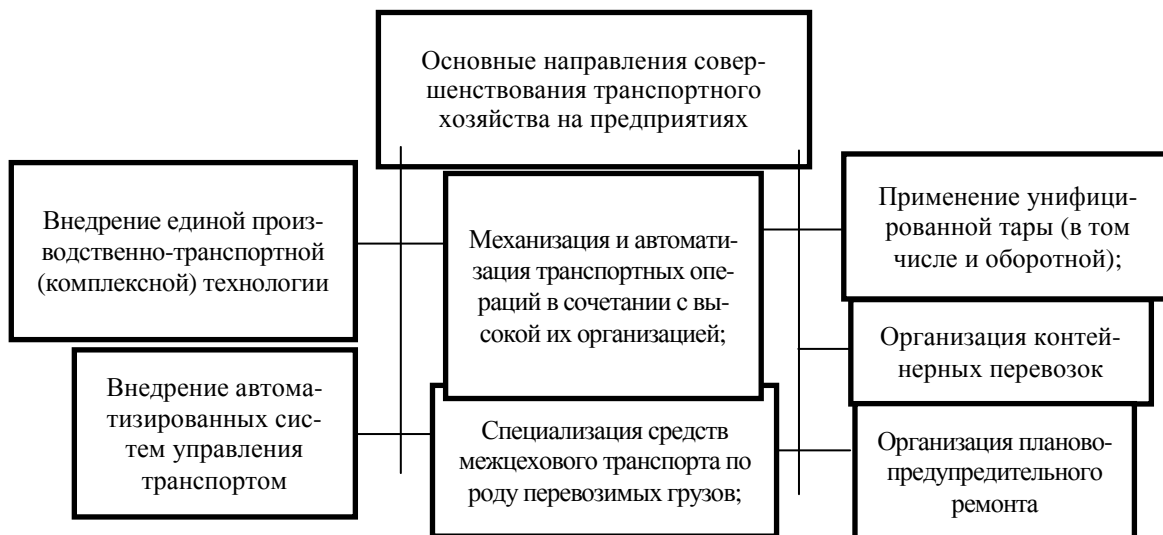 Основные направления совер-
шенствования транспортного
хозяйства на предприятиях
Внедрение единой произ-
водственно-транспортной
(комплексной) технологии
Механизация и автомати-
зация транспортных опе-
раций в сочетании с вы-
сокой их организацией;
Применение унифици-
рованной тары (в том
числе и оборотной);
Внедрение автома-
тизированных сис-
тем управления
транспортом
Специализация средств
межцехового транспорта по
роду перевозимых грузов;
Организация контей-
нерных перевозок
Организация планово-
предупредительного
ремонта